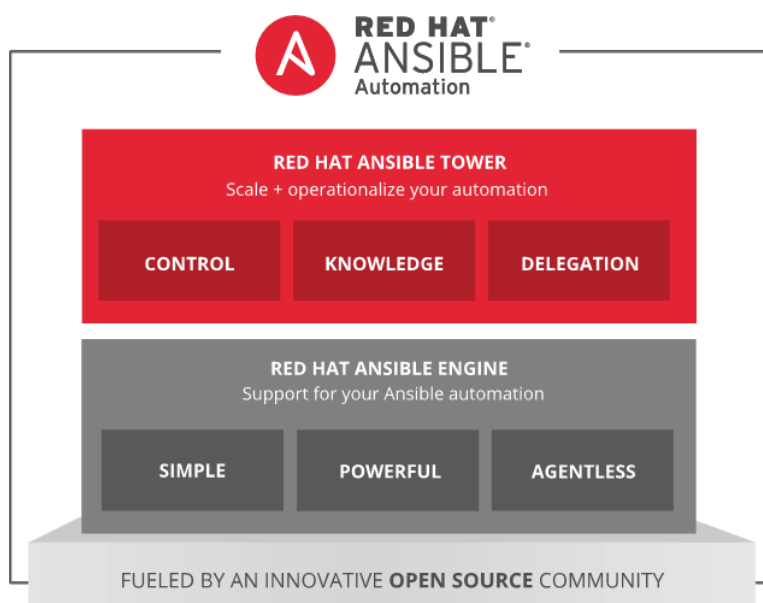 RED HAT®
ANSIBLE®
Automation
RED HAT ANSIBLE TOWER
Scale + operationalize your automation
CONTROL
KNOWLEDGE
DELEGATION
RED HAT ANSIBLE ENGINE
Support for your Ansible automation
SIMPLE
POWERFUL
AGENTLESS
FUELED BY AN INNOVATIVE OPEN SOURCE COMMUNITY